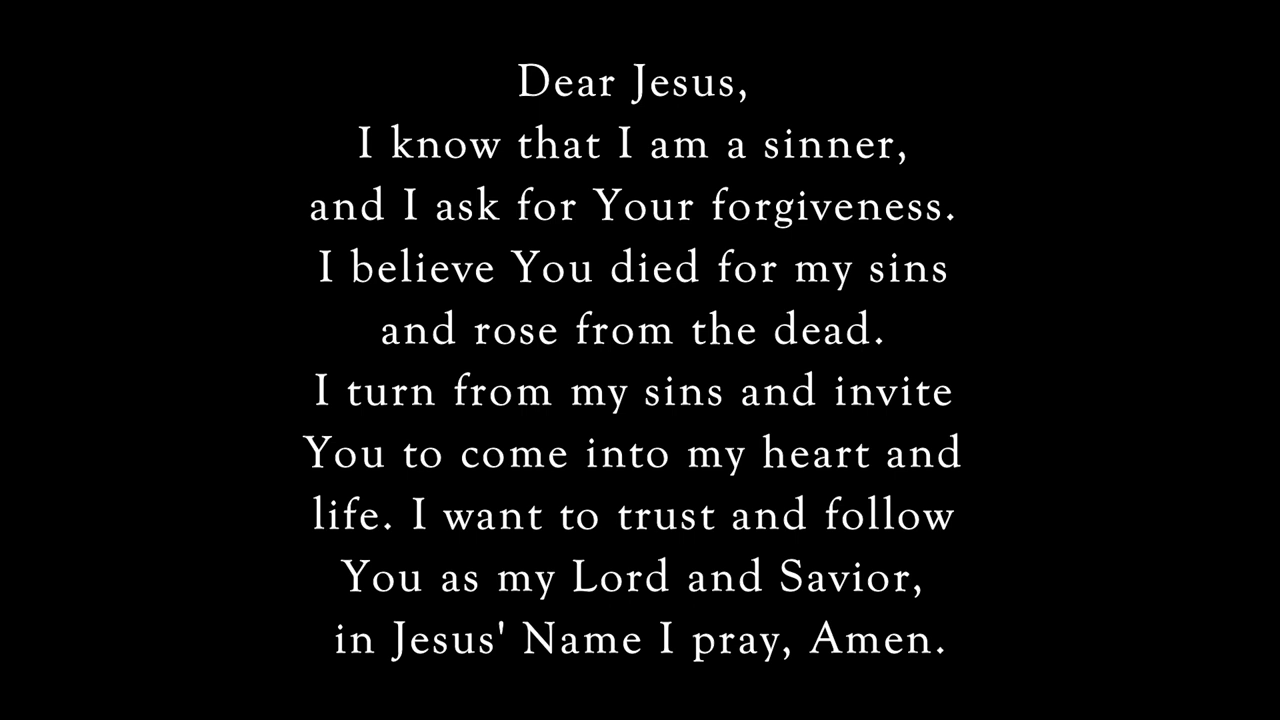 Dear Jesus,
I know that I am a sinner,
and I ask for Your forgiveness.
I believe You died for my sins
and rose from the dead.
I turn from my sins and invite
You to come into my heart and
life. I want to trust and follow
You as my Lord and Savior,
in Jesus' Name I pray, Amen.